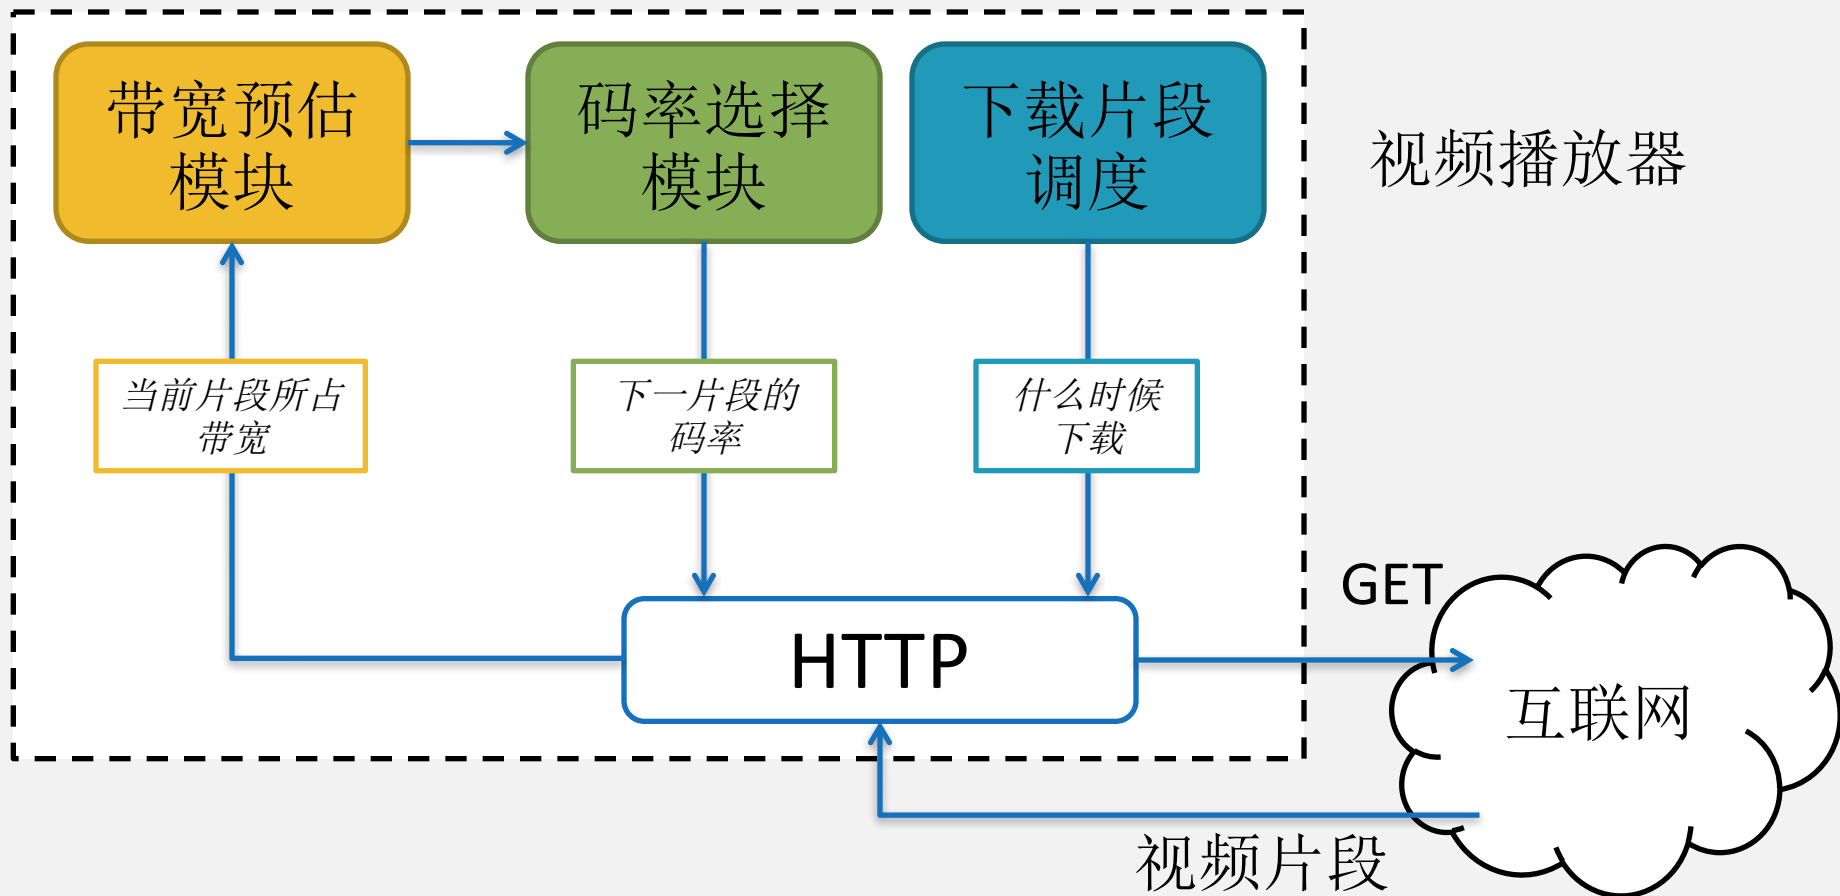 带宽预估
模块
码率选择
模块
下载片段
调度
视频播放器
当前片段所占
带宽
下一片段的
码率
什么时候
下载
GET
HTTP
互联网
视频片段